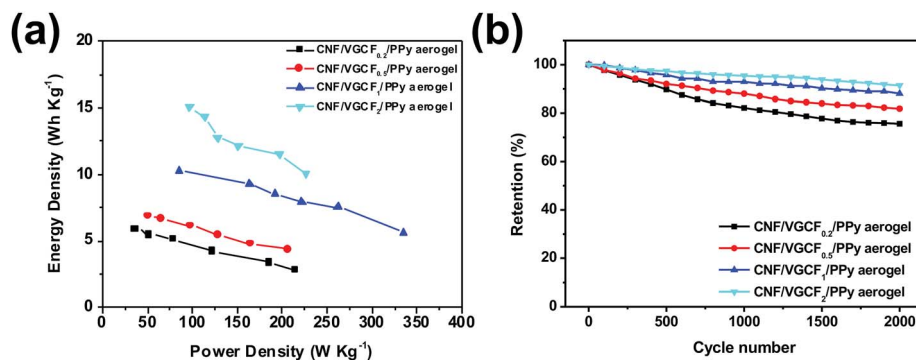 (a)
CNF/VGCF0.2/PPy aerogel
CNF/VGCF0.5/PPy aerogel
CNF/VGCF1/PPy aerogel
CNF/VGCF2/PPy aerogel
Energy Density (Wh Kg-1)
20
15
10
5
0
0 50 100 150 200 250 300 350 400
Power Density (W Kg-1)
(b)
Retention (%)
100
80
60
40
20
0
CNF/VGCF0.2/PPy aerogel
CNF/VGCF0.5/PPy aerogel
CNF/VGCF1/PPy aerogel
CNF/VGCF2/PPy aerogel
0 500 1000 1500 2000
Cycle number